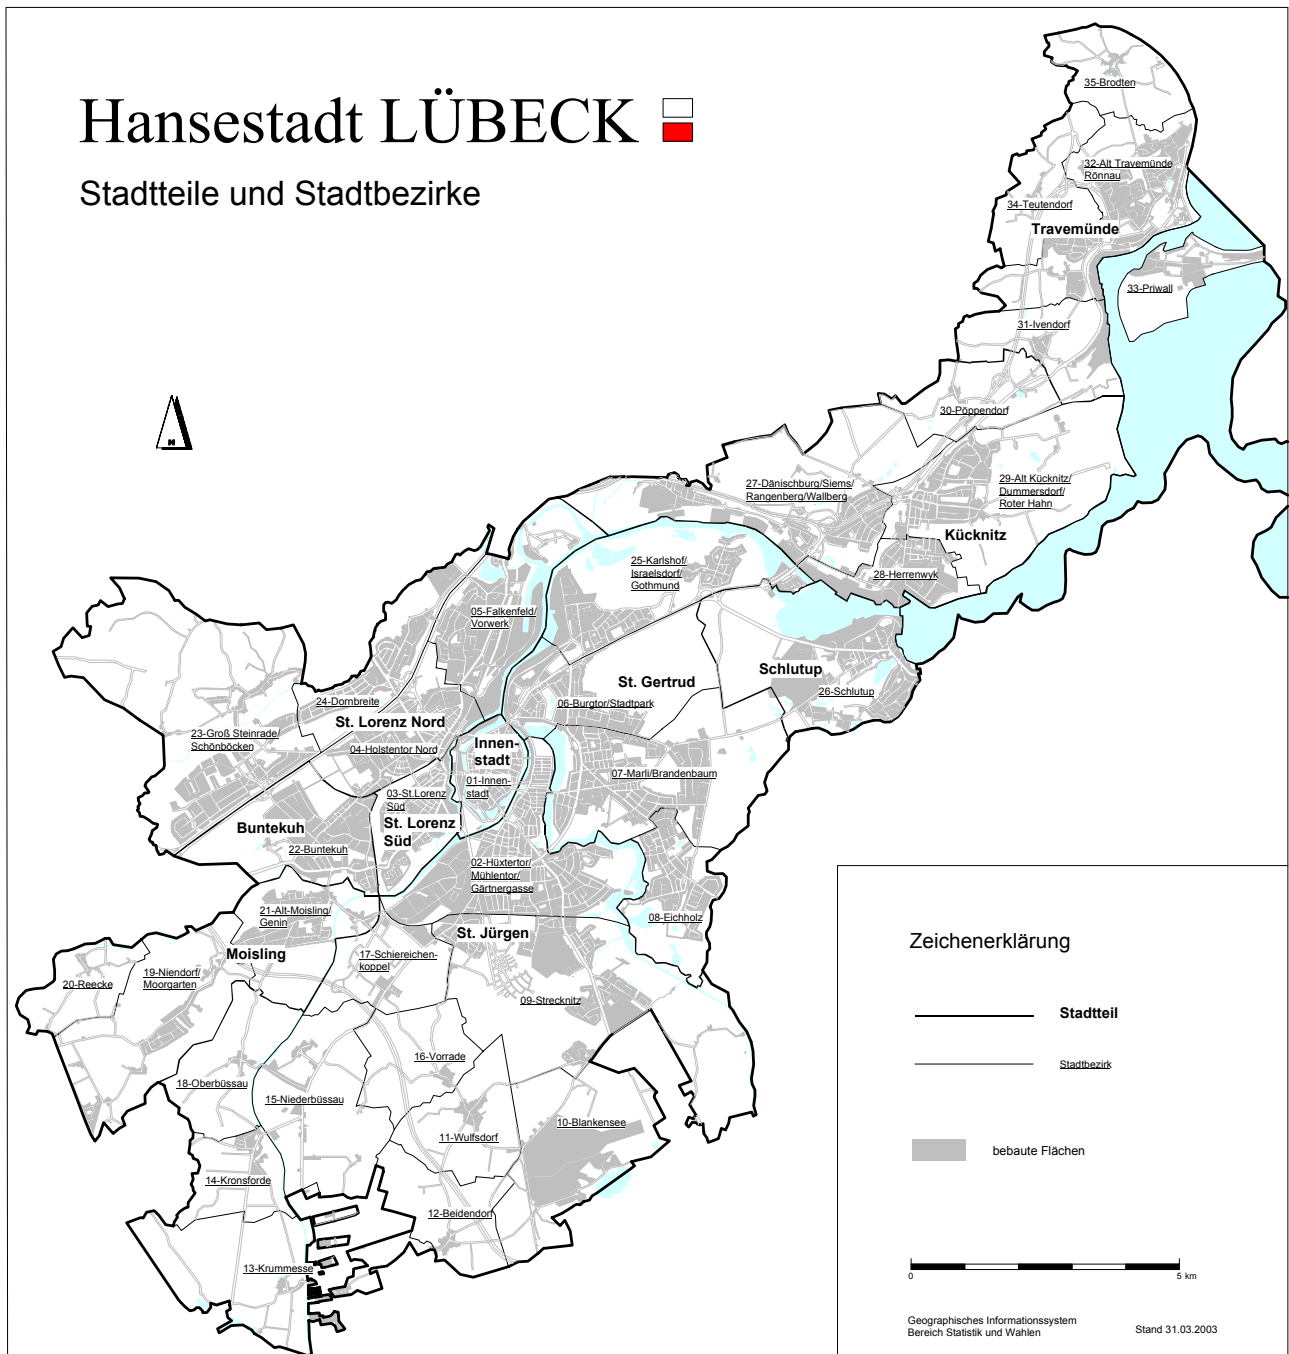 Hansestadt LÜBECK
Stadtteile und Stadtbezirke
35-Brodten
32-Alt Travemünde
Rönnau
34-Teutendorf
Travemünde
33-Priwall
31-Ivendorf
30-Pöppendorf
27-Dänischburg/Siems/
Rangenberg/Wallberg
29-Alt Kücknitz/
Dummersdorf/
Roter Hahn
Kücknitz
28-Herrenwyk
25-Karlshof/
Israelsdorf/
Gothmund
05-Falkenfeld/
Vorwerk
Schlutup
26-Schlutup
St. Gertrud
06-Burgtor/Stadtpark
24-Dornbreite
St. Lorenz Nord
23-Groß Steinrade/
Schönböcken
04-Holstentor Nord
Innen-
stadt
01-Innen-
stadt
07-Marli/Brandenbaum
03-St.Lorenz
Süd
St. Lorenz
Süd
Buntekuh
22-Buntekuh
02-Hüxtertor/
Mühlentor/
Gärtnergasse
08-Eichholz
21-Alt-Moisling/
Genin
St. Jürgen
Moisling
17-Schiereichen-
koppel
19-Niendorf/
Moorgarten
20-Reecke
09-Strecknitz
16-Vorrade
18-Oberbüssau
15-Niederbüssau
10-Blankensee
11-Wulfsdorf
14-Kronsforde
12-Beidendorf
13-Krummesse
N
Zeichenerklärung
Stadtteil
Stadtbezirk
bebaute Flächen
0 5 km
Geographisches Informationssystem
Bereich Statistik und Wahlen
Stand 31.03.2003